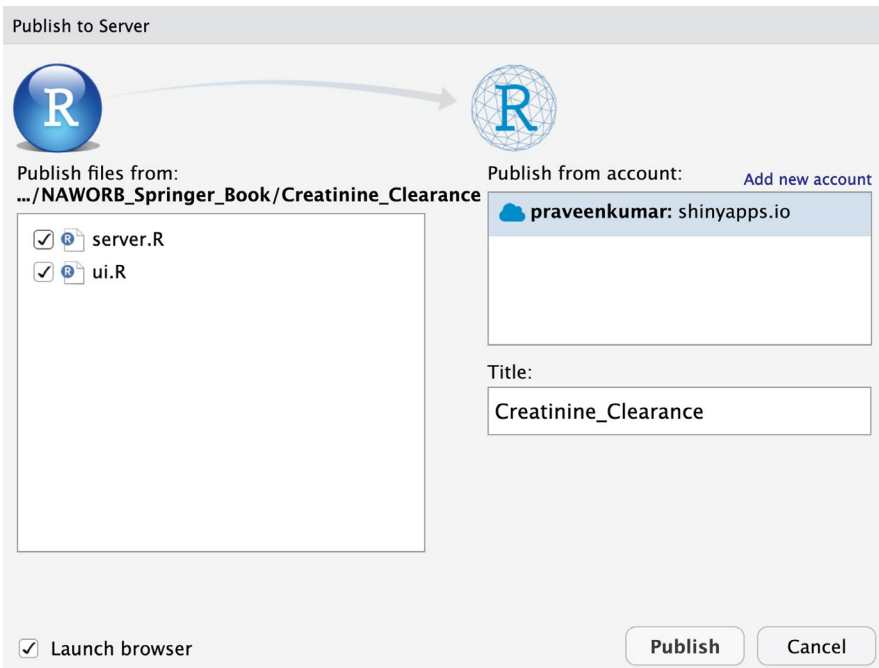 Publish to Server
R
R
Publish files from:
.../NAWORB_Springer_Book/Creatinine_Clearance
R server.R
R ui.R
Publish from account:
Add new account
praveenkumar: shinyapps.io
Title:
Creatinine_Clearance
Launch browser
Publish
Cancel